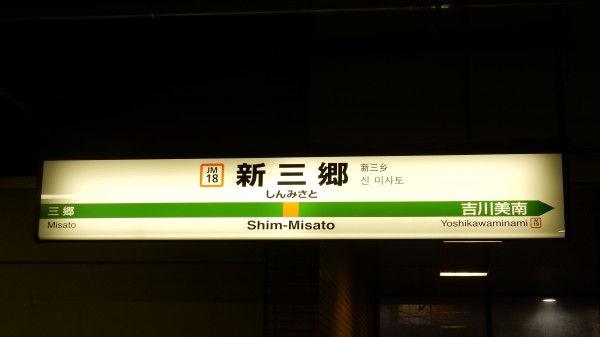 JM
18
新三郷
しんみさと
新三乡
신 미사토
三郷
Misato
Shim-Misato
吉川美南
Yoshikawaminami